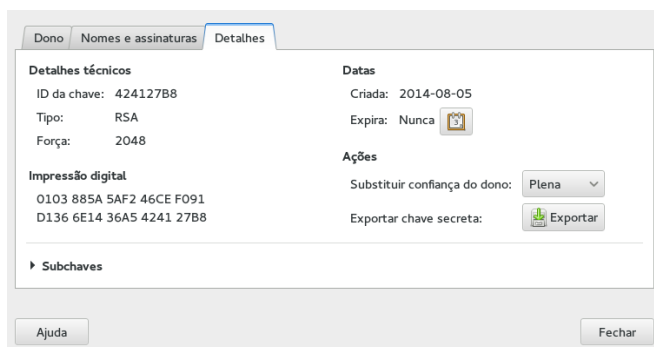 Dono
Nomes e assinaturas
Detalhes
Detalhes técnicos
ID da chave: 424127B8
Tipo: RSA
Força: 2048
Impressão digital
0103 885A 5AF2 46CE F091
D136 6E14 36A5 4241 27B8
Datas
Criada: 2014-08-05
Expira: Nunca
Ações
Substituir confiança do dono: Plena
Exportar chave secreta: Exportar
Subchaves
Ajuda
Fechar